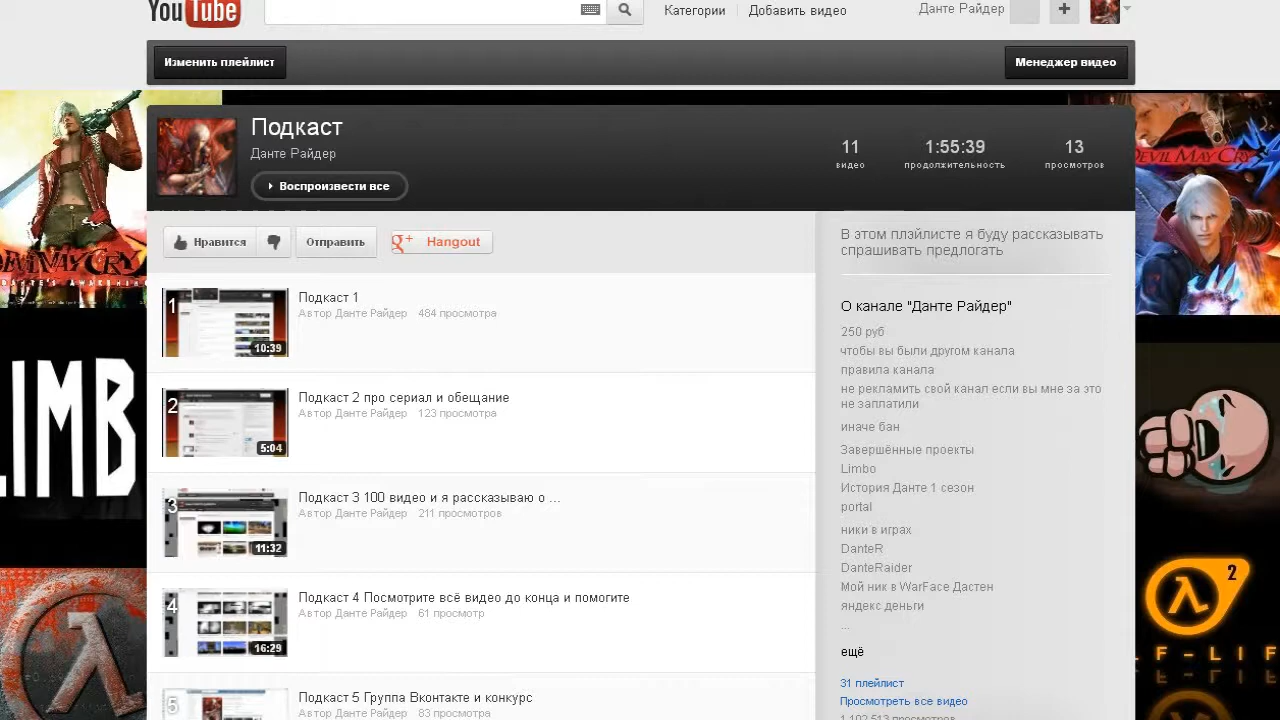 YouTube
Категории
Добавить видео
Данте Райдер
Изменить плейлист
Менеджер видео
Подкаст
Данте Райдер
Воспроизвести все
11
видео
1:55:39
продолжительность
13
просмотров
Нравится
Отправить
g+ Hangout
1
10:39
Подкаст 1
Автор Данте Райдер 484 просмотра
2
5:04
Подкаст 2 про сериал и обещание
Автор Данте Райдер 123 просмотра
3
11:32
Подкаст 3 100 видео и я рассказываю о ...
Автор Данте Райдер 211 просмотров
4
16:29
Подкаст 4 Посмотрите всё видео до конца и помогите
Автор Данте Райдер 61 просмотр
5
Подкаст 5 Группа Вконтакте и конкурс
Автор Данте Райдер
В этом плэйлисте я буду рассказывать
спрашивать предлогать
О канале "Данте Райдер"
250 руб
чтобы вы были другом канала
правила канала
не рекламить свой канал если вы мне за это
не заплатили
иначе бан
Завершённые проекты
Limbo
История Данте 1 сезон
portal
ники в играх
DanteR
DanteRaider
Мой ник в WarFace Дастен
яндекс деньги
...
ещё
31 плейлист
Просмотреть все видео
DEVIL MAY CRY
LIMB
DEVIL MAY CRY 4
2
LF-LIF